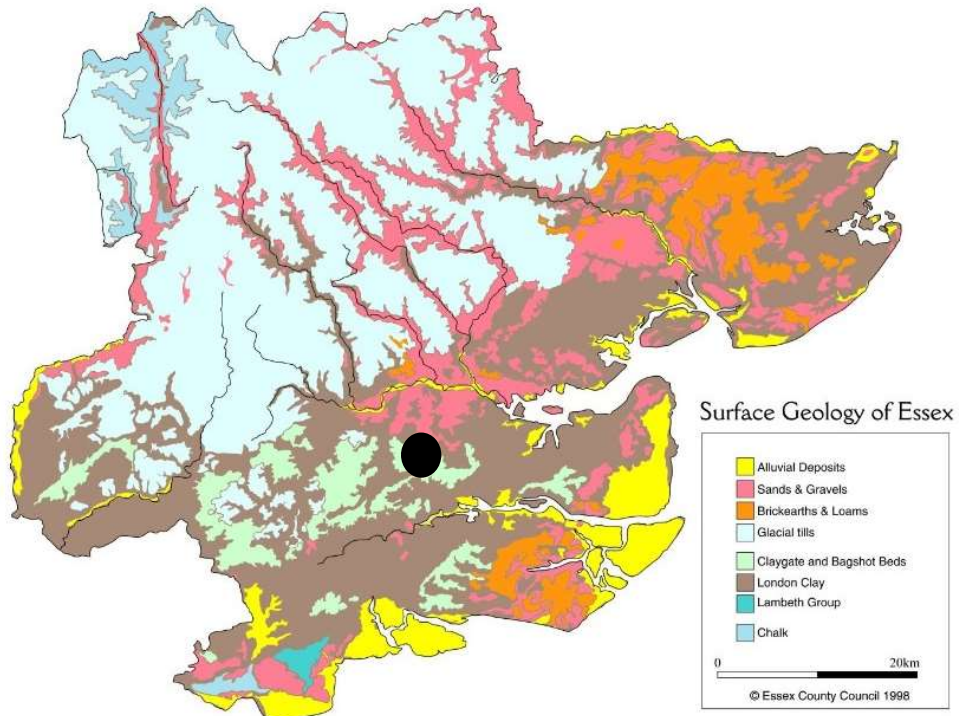 Surface Geology of Essex
Alluvial Deposits
Sands & Gravels
Brickearths & Loams
Glacial tills
Claygate and Bagshot Beds
London Clay
Lambeth Group
Chalk
0 20km
© Essex County Council 1998